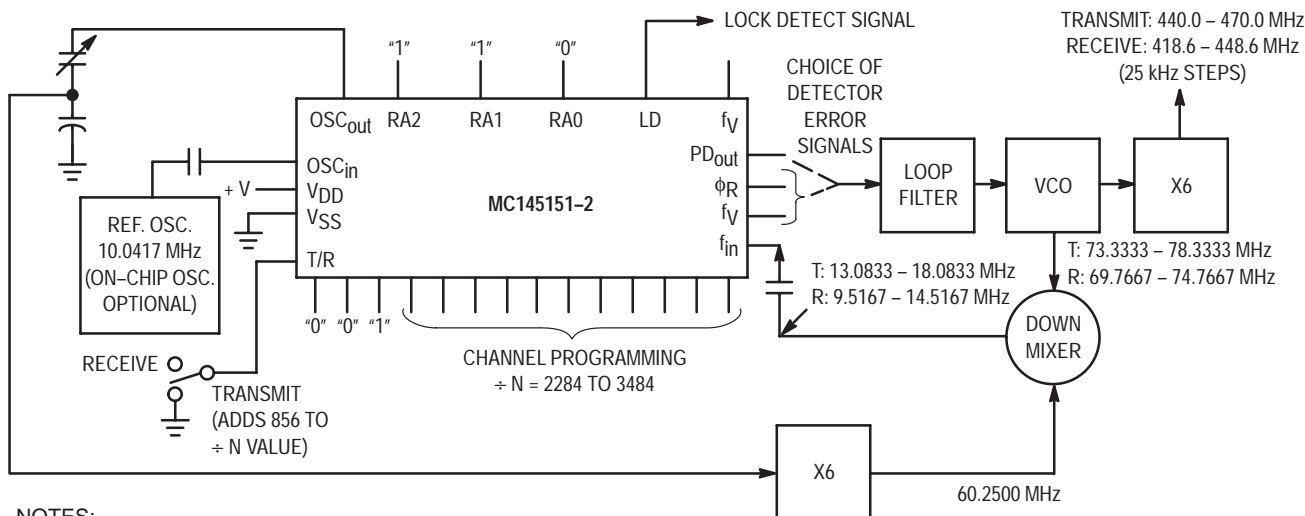 LOCK DETECT SIGNAL
TRANSMIT: 440.0 – 470.0 MHz
RECEIVE: 418.6 – 448.6 MHz
(25 kHz STEPS)
“1”
“1”
“0”
CHOICE OF
DETECTOR
ERROR
SIGNALS
OSCout
RA2
RA1
RA0
LD
fV
OSCin
+ V
VDD
VSS
T/R
MC145151–2
PDout
ϕR
fV
fin
LOOP
FILTER
VCO
X6
REF. OSC.
10.0417 MHz
(ON–CHIP OSC.
OPTIONAL)
T: 13.0833 – 18.0833 MHz
R: 9.5167 – 14.5167 MHz
T: 73.3333 – 78.3333 MHz
R: 69.7667 – 74.7667 MHz
“0” “0” “1”
DOWN
MIXER
CHANNEL PROGRAMMING
÷ N = 2284 TO 3484
RECEIVE
TRANSMIT
(ADDS 856 TO
÷ N VALUE)
X6
60.2500 MHz
NOTES: